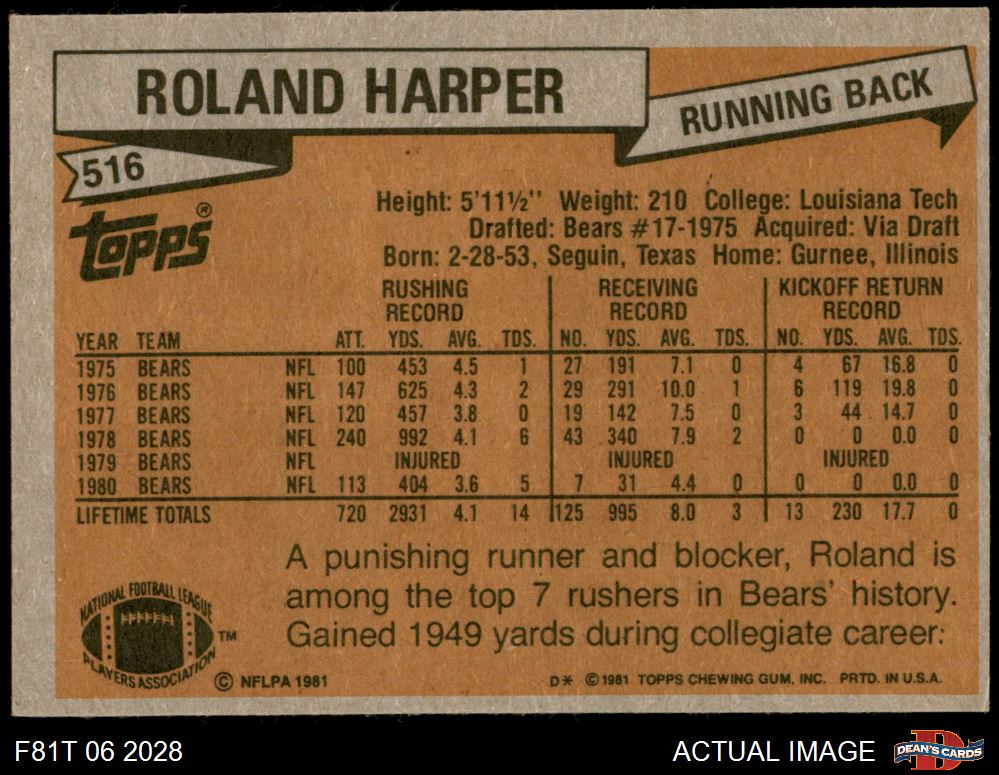 ROLAND HARPER
RUNNING BACK
516
Topps®
Height: 5'11½'' Weight: 210 College: Louisiana Tech
Drafted: Bears #17-1975 Acquired: Via Draft
Born: 2-28-53, Seguin, Texas Home: Gurnee, Illinois
RUSHING RECEIVING KICKOFF RETURN
RECORD RECORD RECORD
YEAR TEAM ATT. YDS. AVG. TDS. NO. YDS. AVG. TDS. NO. YDS. AVG. TDS.
1975 BEARS NFL 100 453 4.5 1 27 191 7.1 0 4 67 16.8 0
1976 BEARS NFL 147 625 4.3 2 29 291 10.0 1 6 119 19.8 0
1977 BEARS NFL 120 457 3.8 0 19 142 7.5 0 3 44 14.7 0
1978 BEARS NFL 240 992 4.1 6 43 340 7.9 2 0 0 0.0 0
1979 BEARS NFL INJURED INJURED INJURED
1980 BEARS NFL 113 404 3.6 5 7 31 4.4 0 0 0 0.0 0
LIFETIME TOTALS 720 2931 4.1 14 125 995 8.0 3 13 230 17.7 0
A punishing runner and blocker, Roland is
among the top 7 rushers in Bears' history.
Gained 1949 yards during collegiate career.
NATIONAL FOOTBALL LEAGUE
PLAYERS ASSOCIATION
TM
© NFLPA 1981
D* © 1981 TOPPS CHEWING GUM, INC. PRTD. IN U.S.A.
F81T 06 2028
ACTUAL IMAGE
D
DEAN'S CARDS